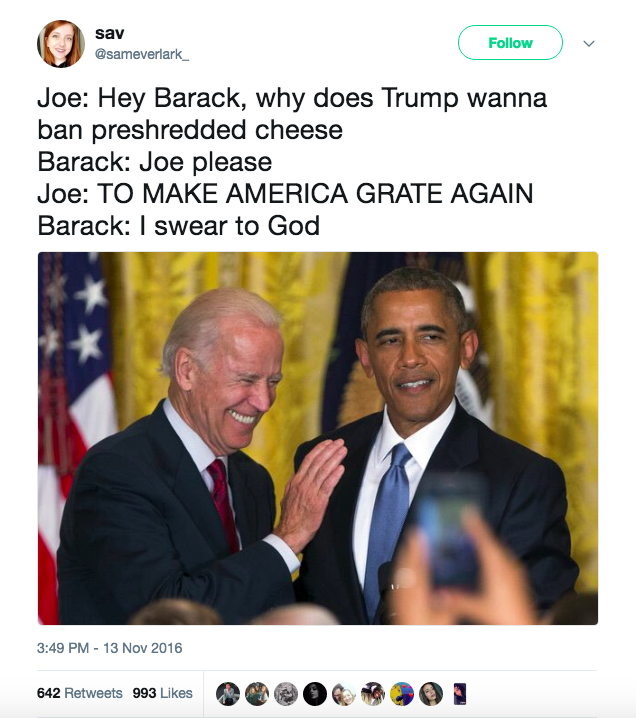 sav
@sameverlark_
Follow
Joe: Hey Barack, why does Trump wanna
ban preshredded cheese
Barack: Joe please
Joe: TO MAKE AMERICA GRATE AGAIN
Barack: I swear to God
3:49 PM - 13 Nov 2016
642 Retweets 993 Likes